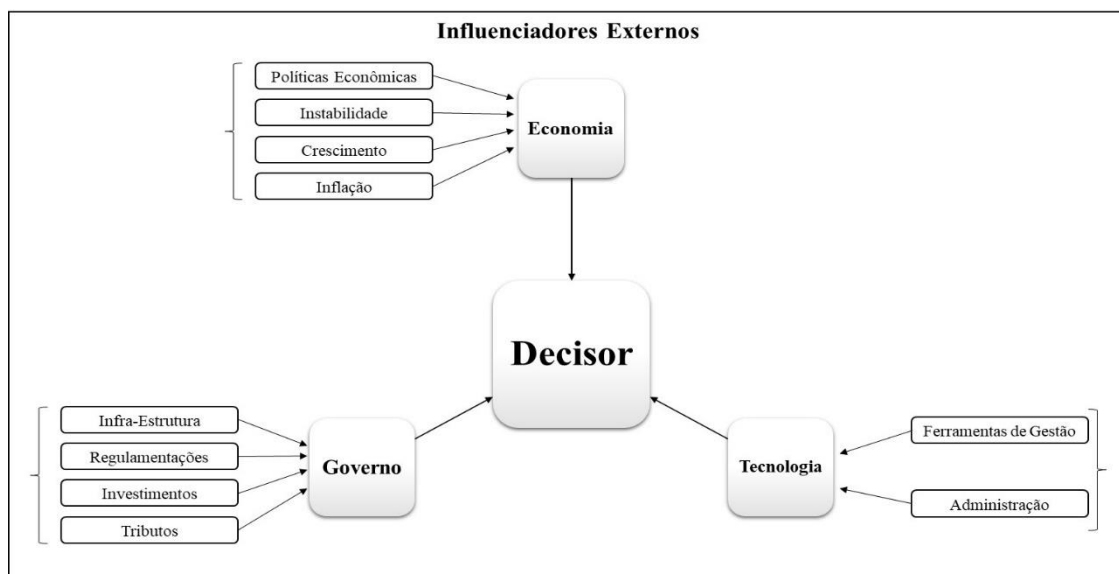 Influenciadores Externos
Políticas Econômicas
Instabilidade
Crescimento
Inflação
Economia
Decisor
Infra-Estrutura
Regulamentações
Investimentos
Tributos
Governo
Tecnologia
Ferramentas de Gestão
Administração